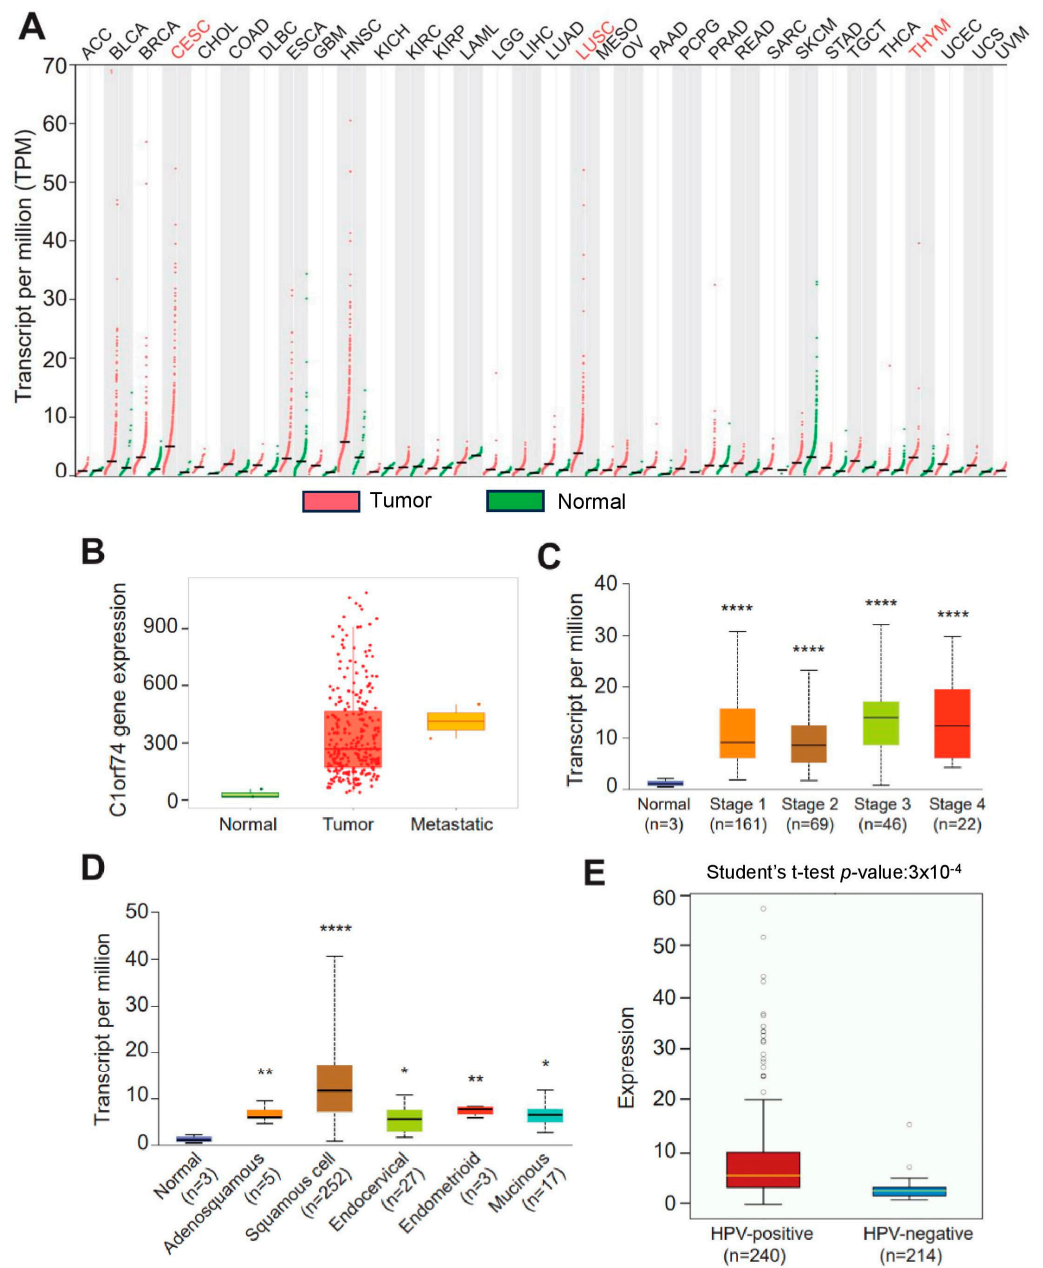 A
ACC BLCA BRCA CESC CHOL COAD DLBC ESCA GBM HNSC KICH KIRC KIRP LAML LGG LIHC LUAD LUSC MESO OV PAAD PCPG PRAD READ SARC SKCM STAD TGCT THCA THYM UCEC UCS UVM
Transcript per million (TPM)
70
60
50
40
30
20
10
0
Tumor Normal
B
C1orf74 gene expression
900
600
300
0
Normal Tumor Metastatic
C
Transcript per million
40
30
20
10
0
**** **** **** ****
Normal Stage 1 Stage 2 Stage 3 Stage 4
(n=3) (n=161) (n=69) (n=46) (n=22)
D
Transcript per million
50
40
30
20
10
0
** **** * ** *
Normal
(n=3)
Adenosquamous
(n=5)
Squamous cell
(n=252)
Endocervical
(n=27)
Endometrioid
(n=3)
Mucinous
(n=17)
E
Student's t-test p-value:3x10-4
Expression
60
50
40
30
20
10
0
HPV-positive HPV-negative
(n=240) (n=214)